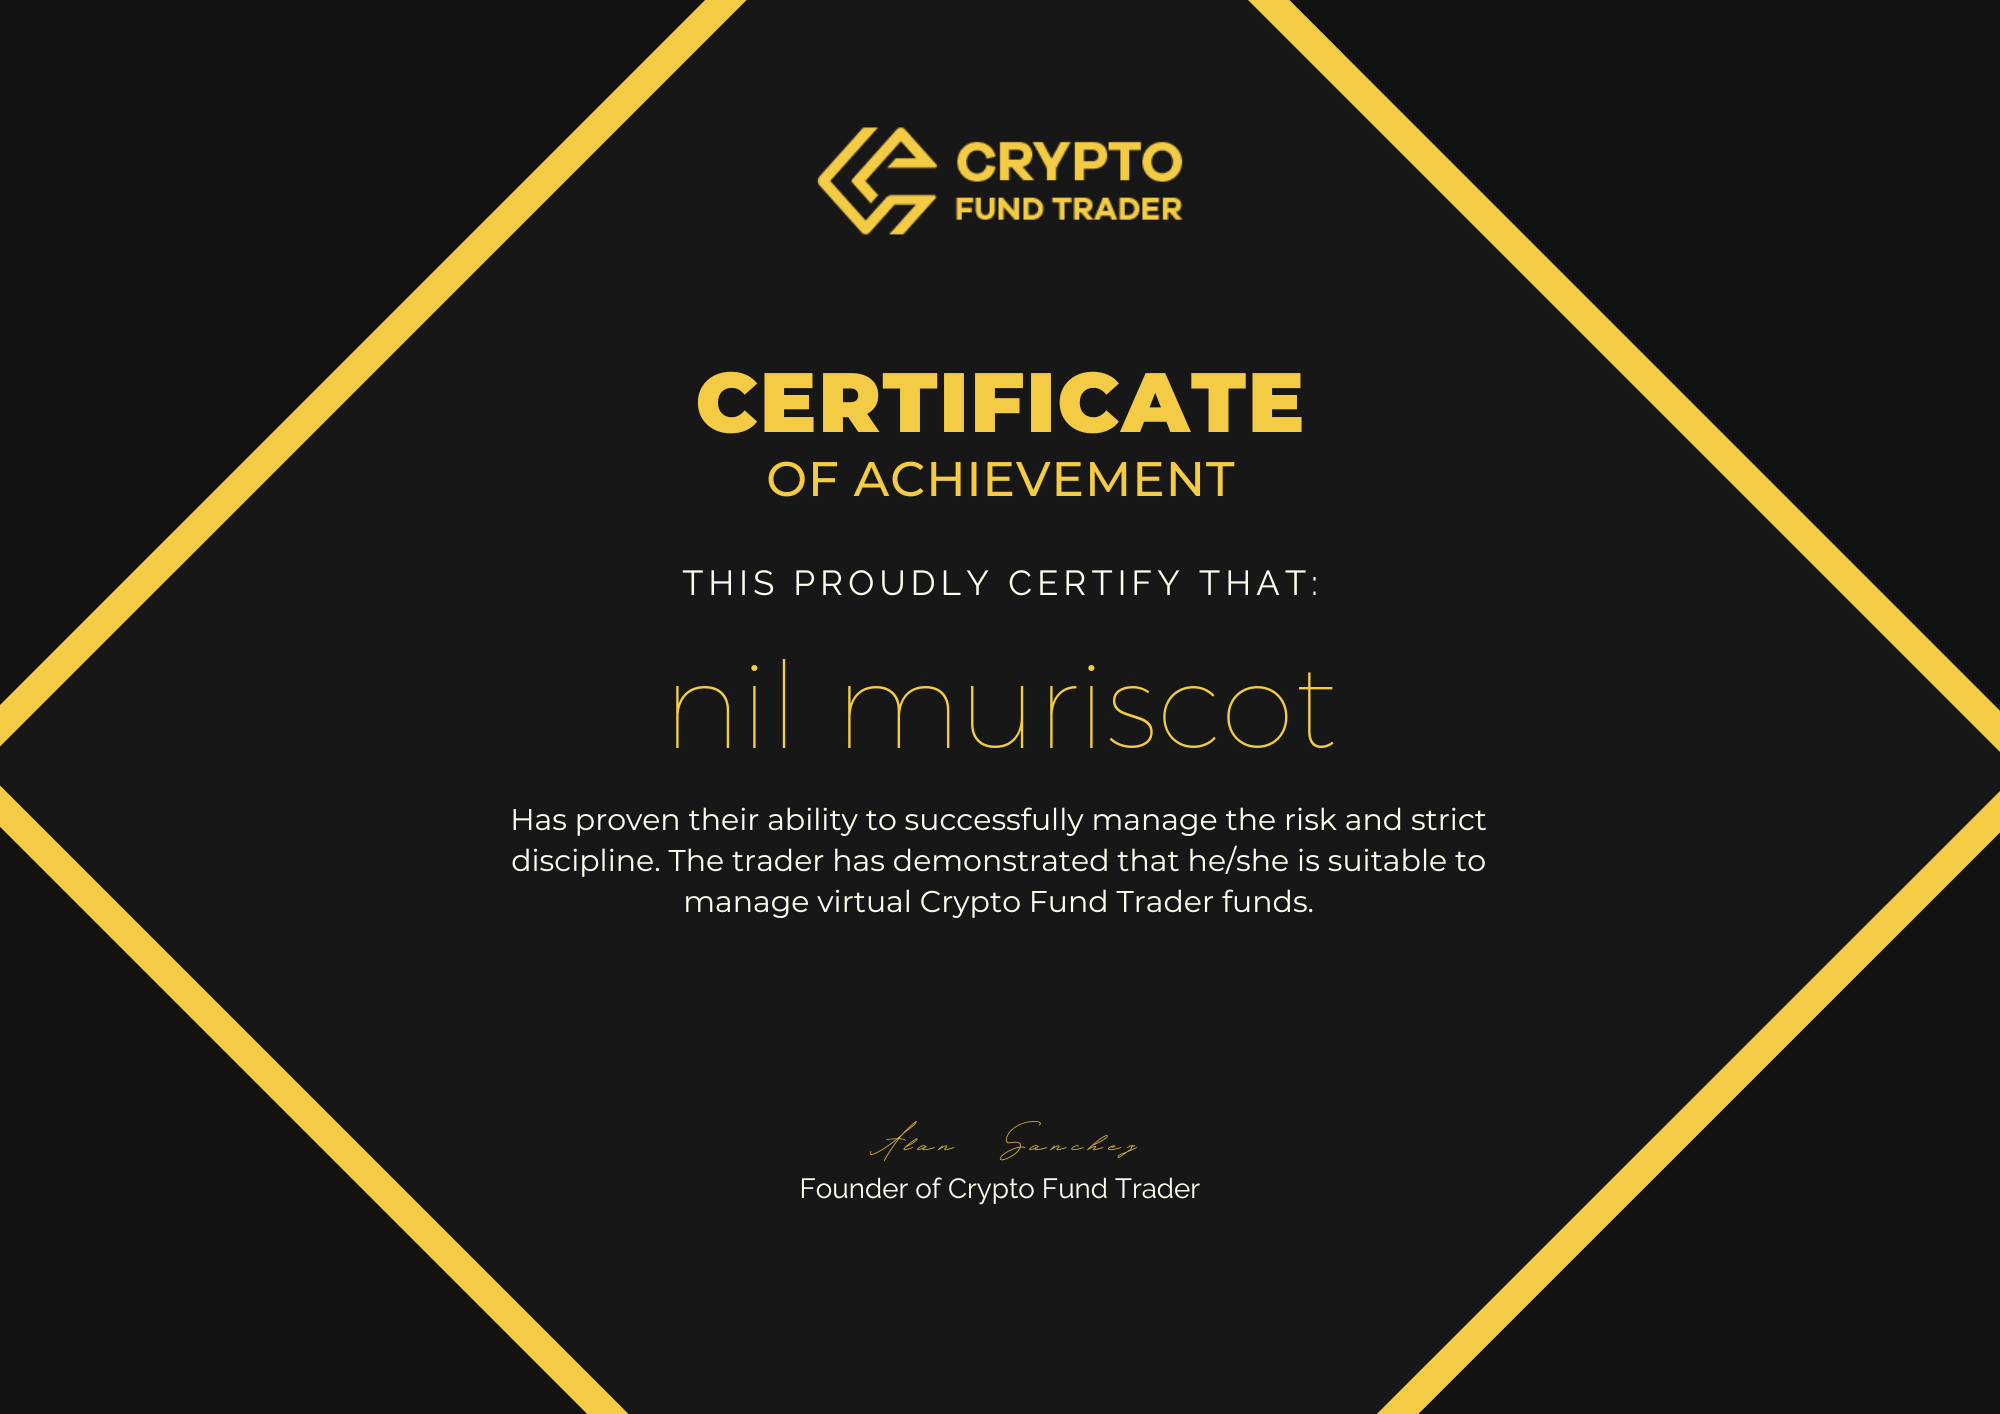 CRYPTO
FUND TRADER
CERTIFICATE
OF ACHIEVEMENT
THIS PROUDLY CERTIFY THAT:
nil muriscot
Has proven their ability to successfully manage the risk and strict
discipline. The trader has demonstrated that he/she is suitable to
manage virtual Crypto Fund Trader funds.
Alan Sanchez
Founder of Crypto Fund Trader